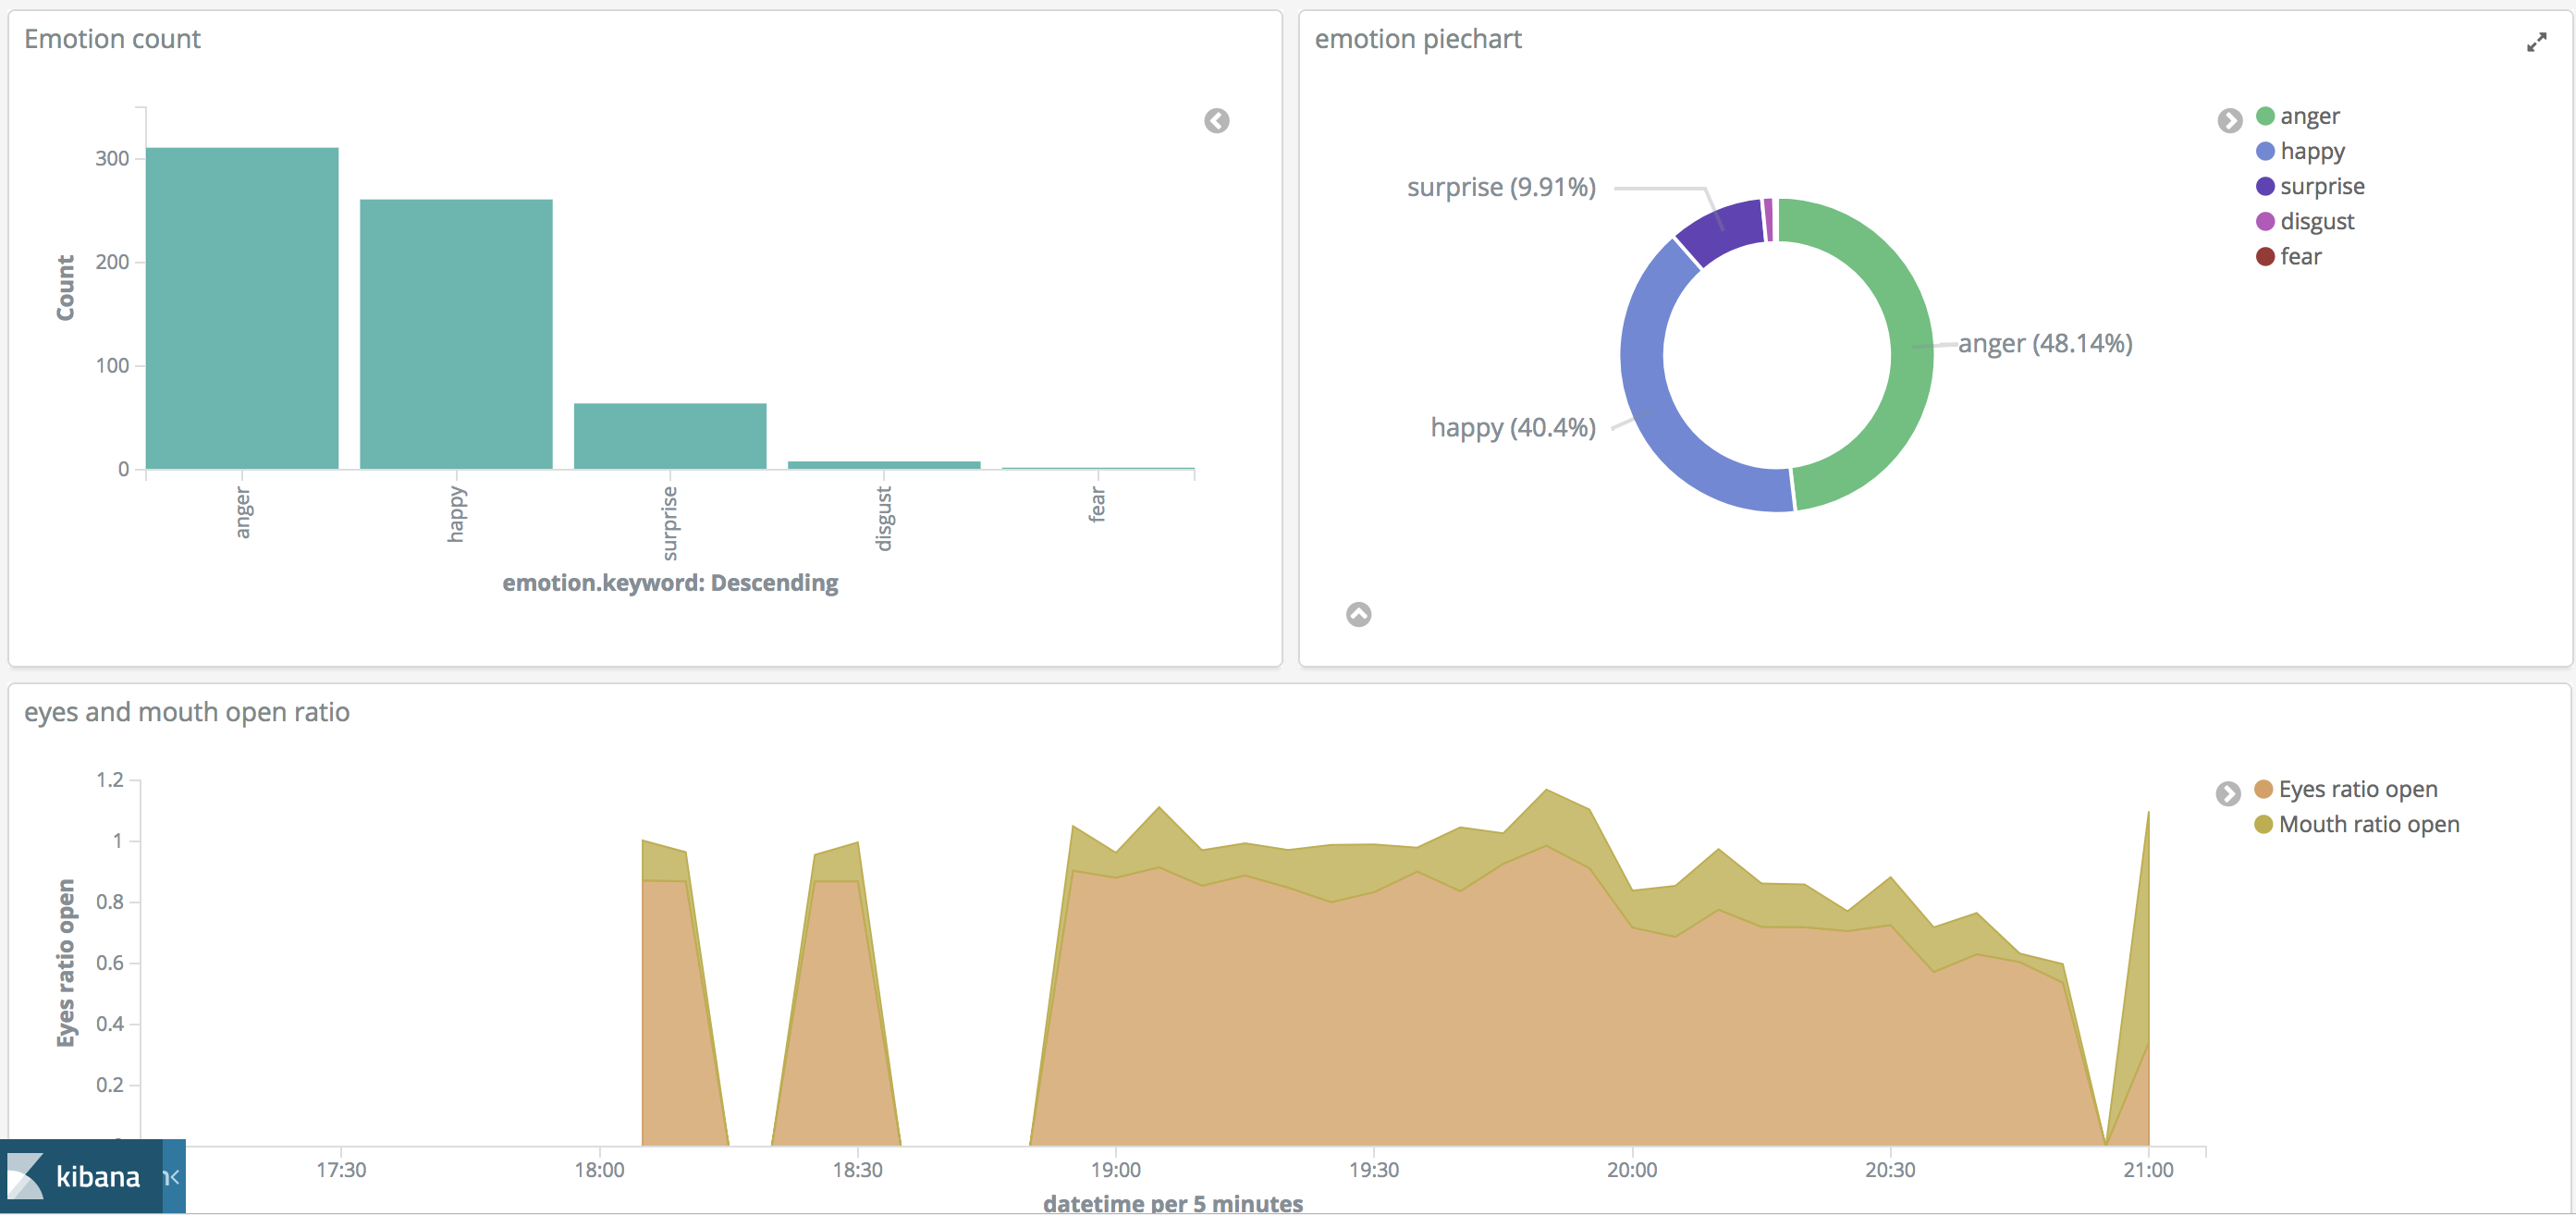 Emotion count
300
200
100
0
Count
anger
happy
surprise
disgust
fear
emotion.keyword: Descending
emotion piechart
surprise (9.91%)
happy (40.4%)
anger (48.14%)
anger
happy
surprise
disgust
fear
eyes and mouth open ratio
1.2
1
0.8
0.6
0.4
0.2
Eyes ratio open
17:30
18:00
18:30
19:00
19:30
20:00
20:30
21:00
datetime per 5 minutes
Eyes ratio open
Mouth ratio open
kibana